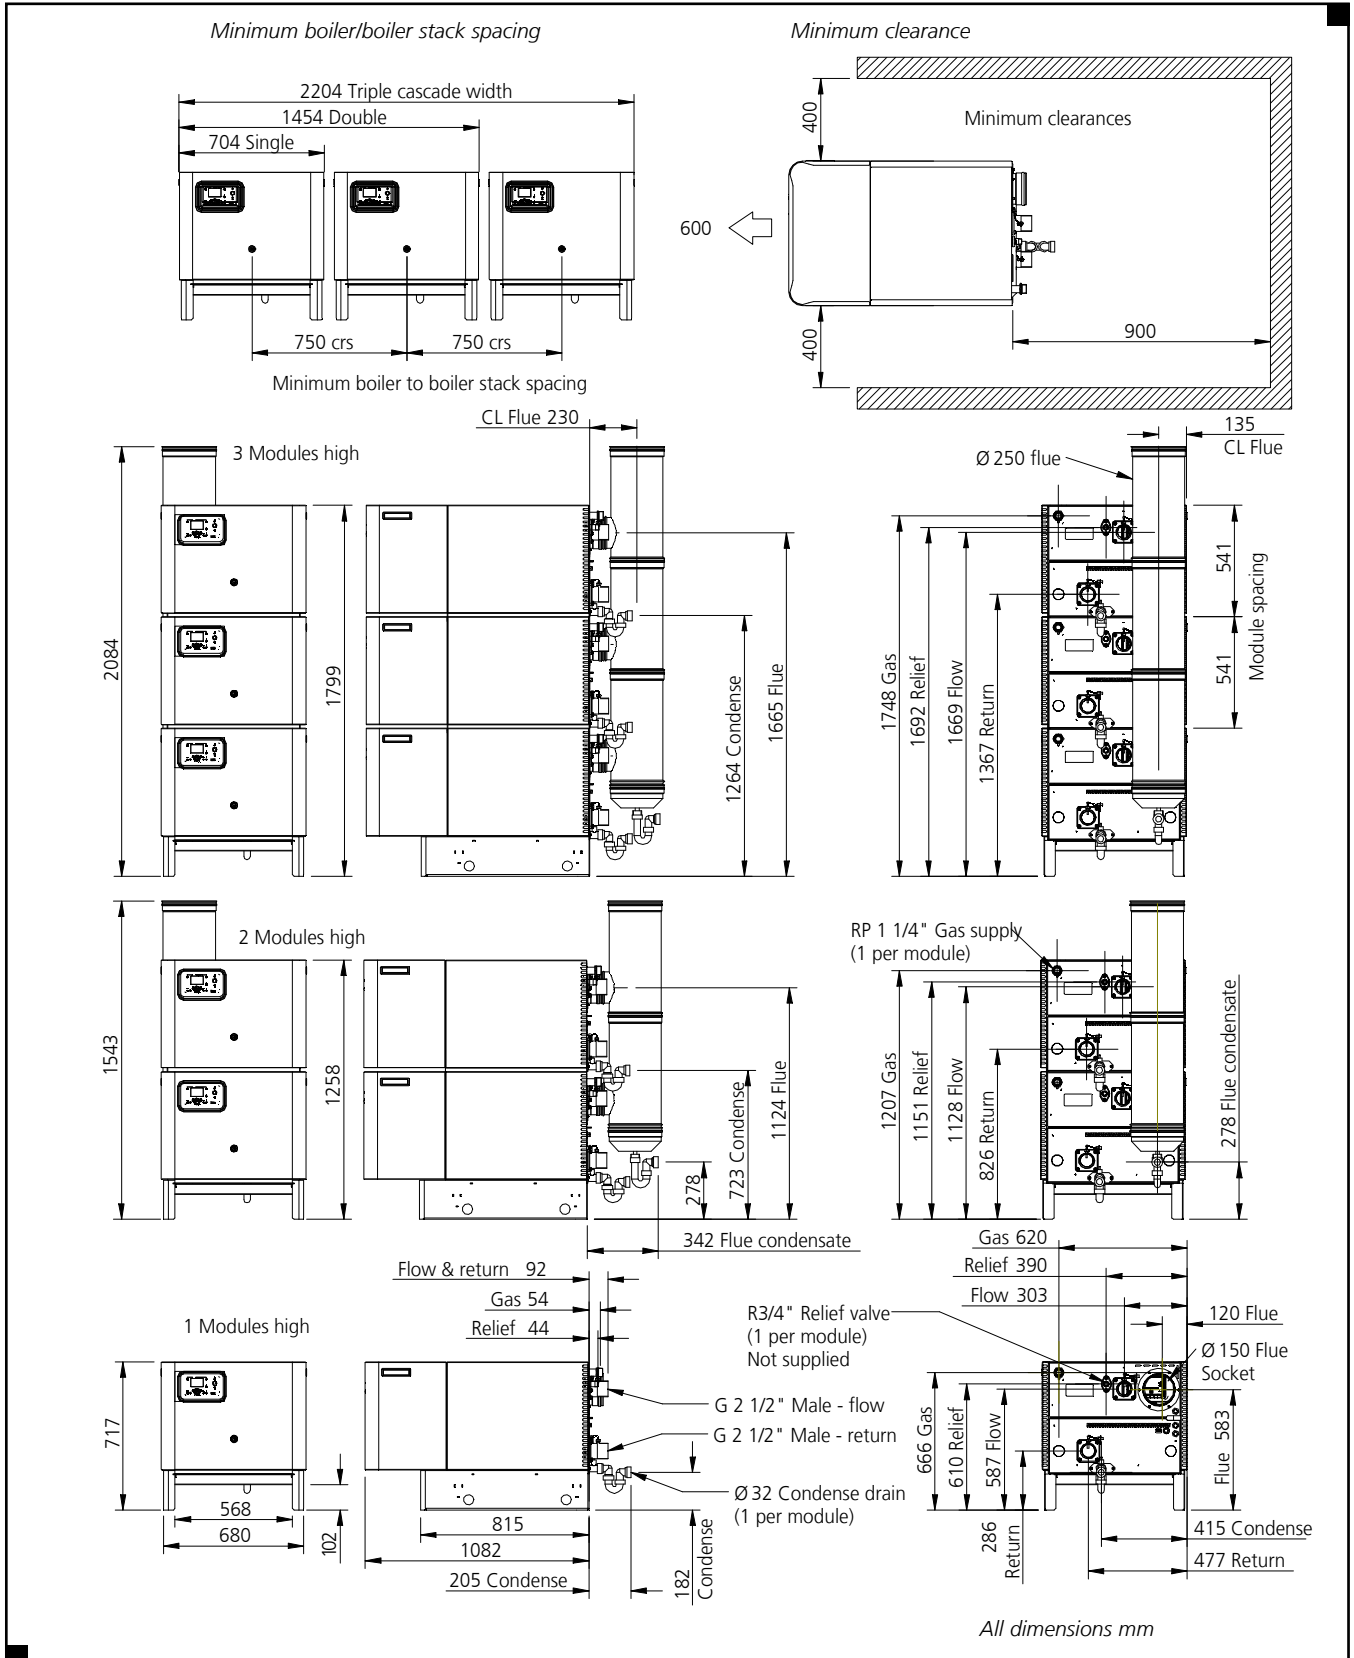 Minimum boiler/boiler stack spacing
Minimum clearance
2204 Triple cascade width
1454 Double
704 Single
750 crs
750 crs
Minimum boiler to boiler stack spacing
Minimum clearances
400
600
400
900
CL Flue 230
135
CL Flue
3 Modules high
Ø 250 flue
2084
1799
1264 Condense
1665 Flue
1748 Gas
1692 Relief
1669 Flow
1367 Return
541
541
Module spacing
2 Modules high
RP 1 1/4" Gas supply
(1 per module)
1543
1258
278
723 Condense
1124 Flue
342 Flue condensate
1207 Gas
1151 Relief
1128 Flow
826 Return
278 Flue condensate
Flow & return 92
Gas 54
Relief 44
1 Modules high
R3/4" Relief valve
(1 per module)
Not supplied
Gas 620
Relief 390
Flow 303
120 Flue
Ø 150 Flue
Socket
717
568
680
102
815
1082
205 Condense
182
Condense
G 2 1/2" Male - flow
G 2 1/2" Male - return
Ø 32 Condense drain
(1 per module)
666 Gas
610 Relief
587 Flow
286
Return
Flue 583
415 Condense
477 Return
All dimensions mm